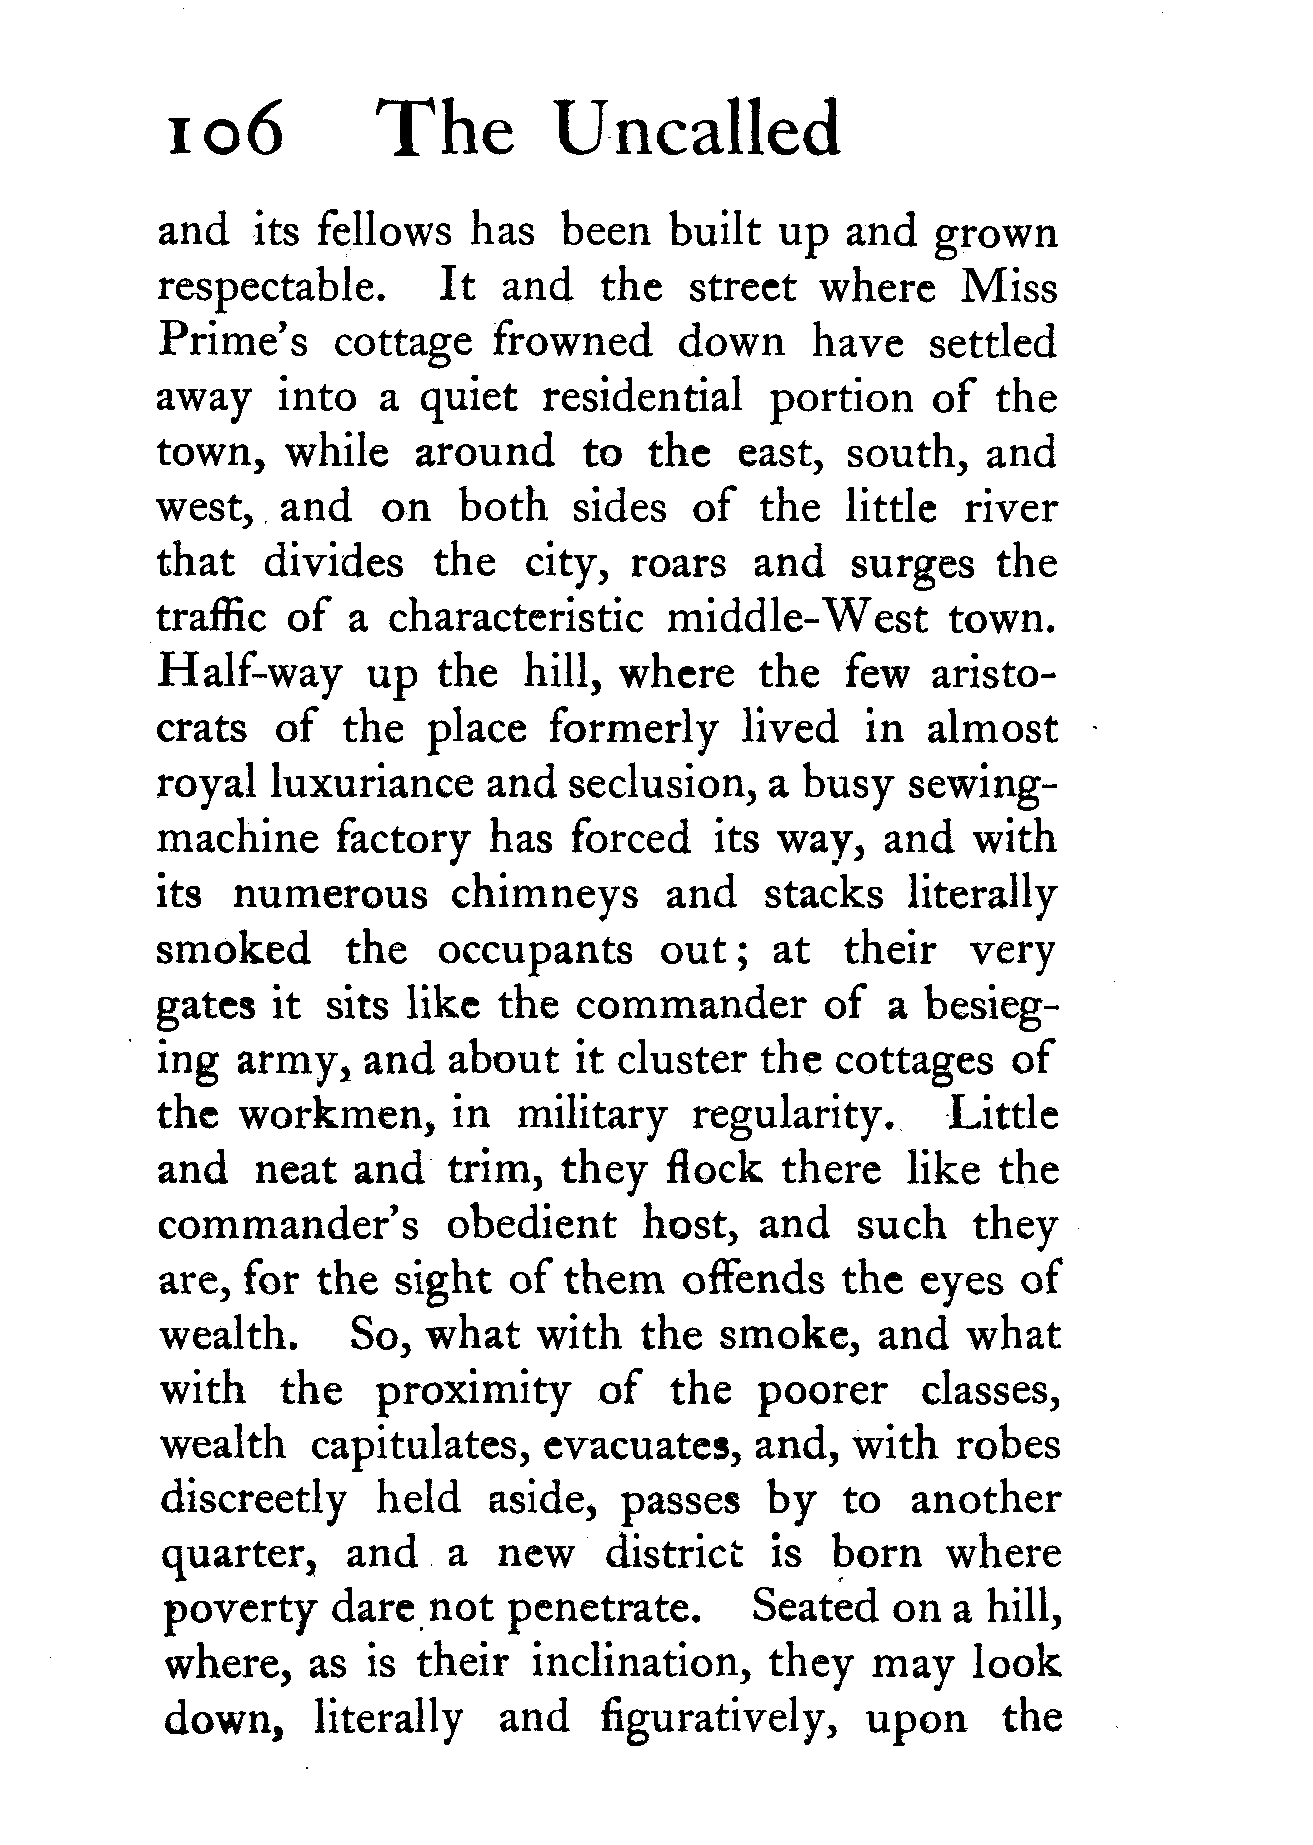 106 The Uncalled
and its fellows has been built up and grown
respectable. It and the street where Miss
Prime's cottage frowned down have settled
away into a quiet residential portion of the
town, while around to the east, south, and
west, and on both sides of the little river
that divides the city, roars and surges the
traffic of a characteristic middle-West town.
Half-way up the hill, where the few aristo-
crats of the place formerly lived in almost
royal luxuriance and seclusion, a busy sewing-
machine factory has forced its way, and with
its numerous chimneys and stacks literally
smoked the occupants out; at their very
gates it sits like the commander of a besieg-
ing army, and about it cluster the cottages of
the workmen, in military regularity. Little
and neat and trim, they flock there like the
commander's obedient host, and such they
are, for the sight of them offends the eyes of
wealth. So, what with the smoke, and what
with the proximity of the poorer classes,
wealth capitulates, evacuates, and, with robes
discreetly held aside, passes by to another
quarter, and a new district is born where
poverty dare not penetrate. Seated on a hill,
where, as is their inclination, they may look
down, literally and figuratively, upon the